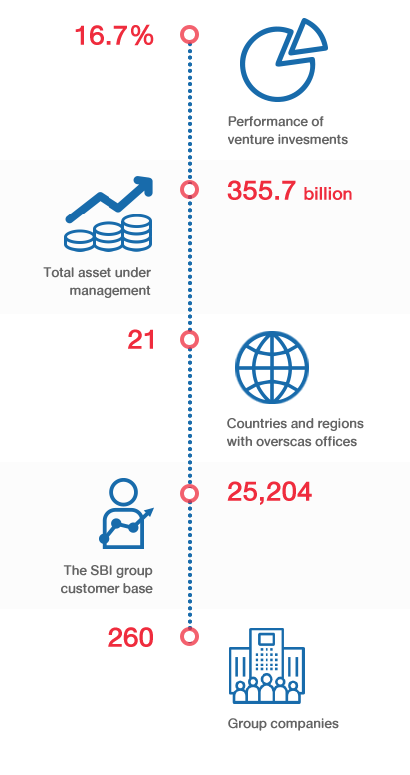 16.7%
Performance of
venture invesments
355.7 billion
Total asset under
management
21
Countries and regions
with overscas offices
25,204
The SBI group
customer base
260
Group companies